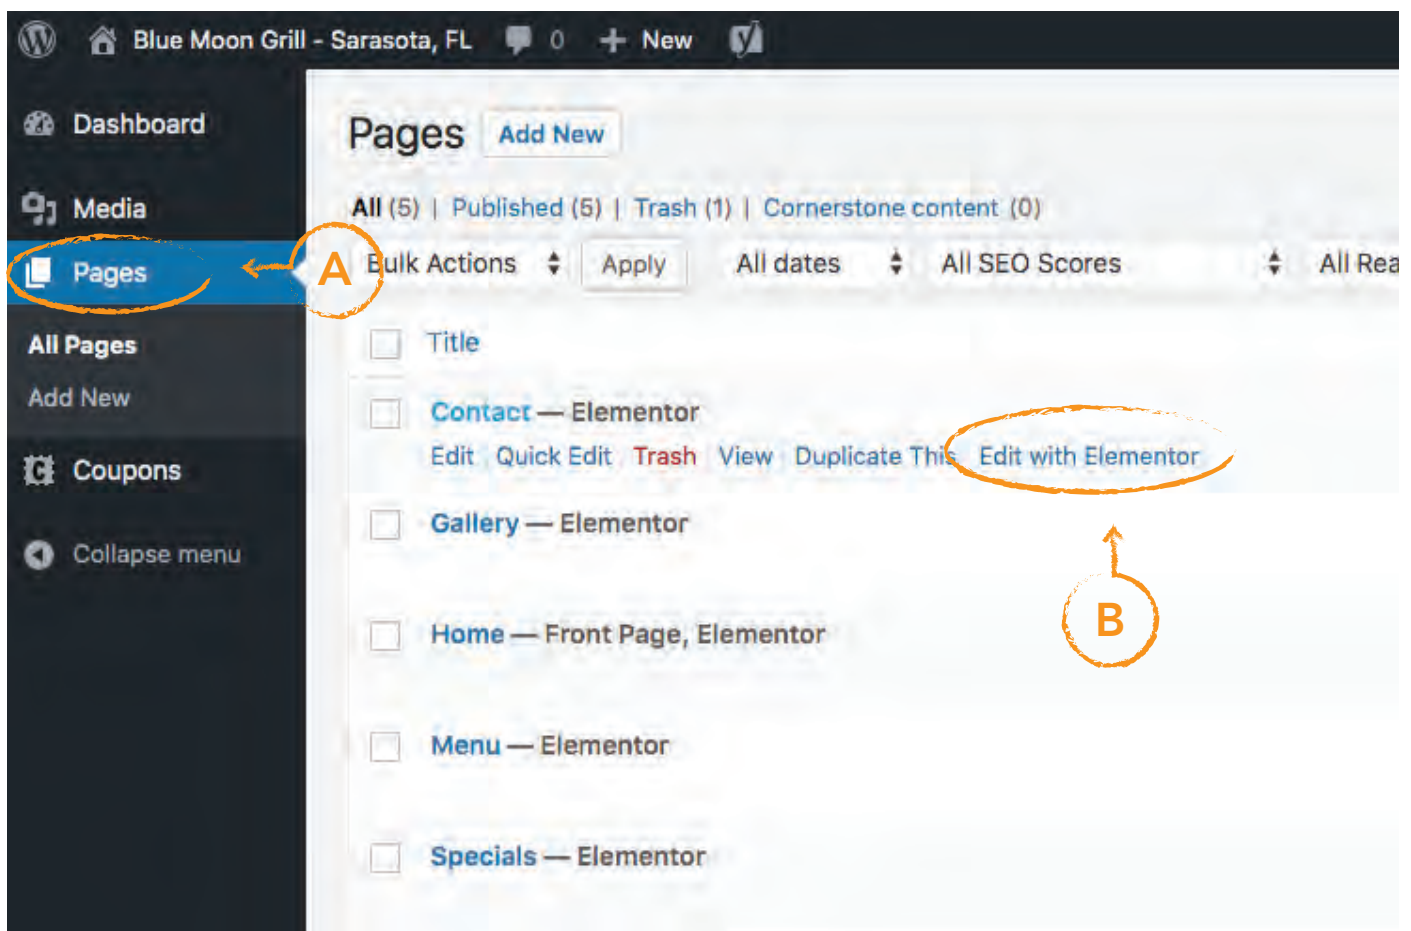 Blue Moon Grill - Sarasota, FL 0 + New
Dashboard
Media
Pages
All Pages
Add New
Coupons
Collapse menu
Pages Add New
All (5) | Published (5) | Trash (1) | Cornerstone content (0)
A
Bulk Actions Apply All dates All SEO Scores All Rea
Title
Contact — Elementor
Edit Quick Edit Trash View Duplicate This Edit with Elementor
Gallery — Elementor
B
Home — Front Page, Elementor
Menu — Elementor
Specials — Elementor